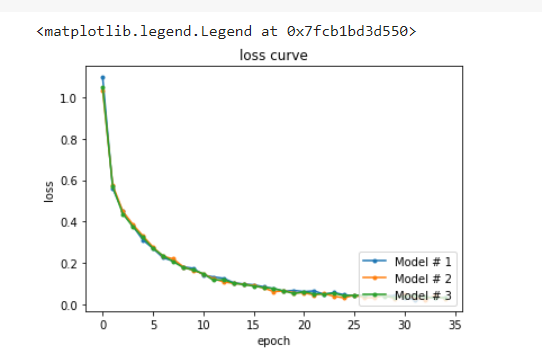 <matplotlib.legend.Legend at 0x7fcb1bd3d550>
loss curve
1.0
0.8
0.6
0.4
0.2
0.0
loss
Model # 1
Model # 2
Model # 3
0 5 10 15 20 25 30 35
epoch